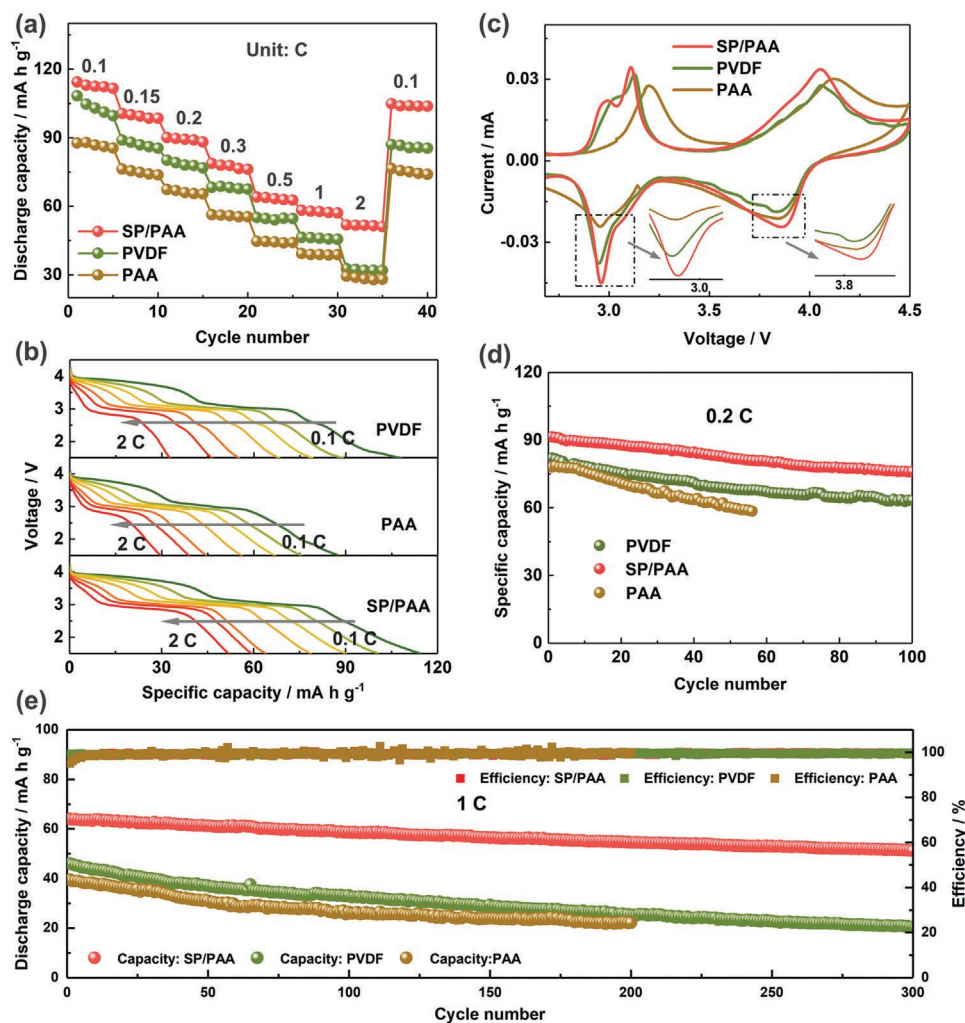 (a)
Discharge capacity / mA h g⁻¹
120
90
60
30
Unit: C
0.1
0.15
0.2
0.3
0.5
1
2
0.1
SP/PAA
PVDF
PAA
0
10
20
30
40
Cycle number
(c)
Current / mA
0.03
0.00
-0.03
SP/PAA
PVDF
PAA
3.0
3.8
3.0
3.5
4.0
4.5
Voltage / V
(b)
Voltage / V
4
3
2
2 C
0.1 C
PVDF
4
3
2
2 C
0.1 C
PAA
4
3
2
2 C
0.1 C
SP/PAA
0
30
60
90
120
Specific capacity / mA h g⁻¹
(d)
Specific capacity / mA h g⁻¹
120
90
60
30
0
0.2 C
PVDF
SP/PAA
PAA
0
20
40
60
80
100
Cycle number
(e)
Discharge capacity / mA h g⁻¹
100
80
60
40
20
0
Efficiency: SP/PAA
Efficiency: PVDF
Efficiency: PAA
1 C
Capacity: SP/PAA
Capacity: PVDF
Capacity:PAA
100
80
60
40
20
0
Efficiency / %
0
50
100
150
200
250
300
Cycle number